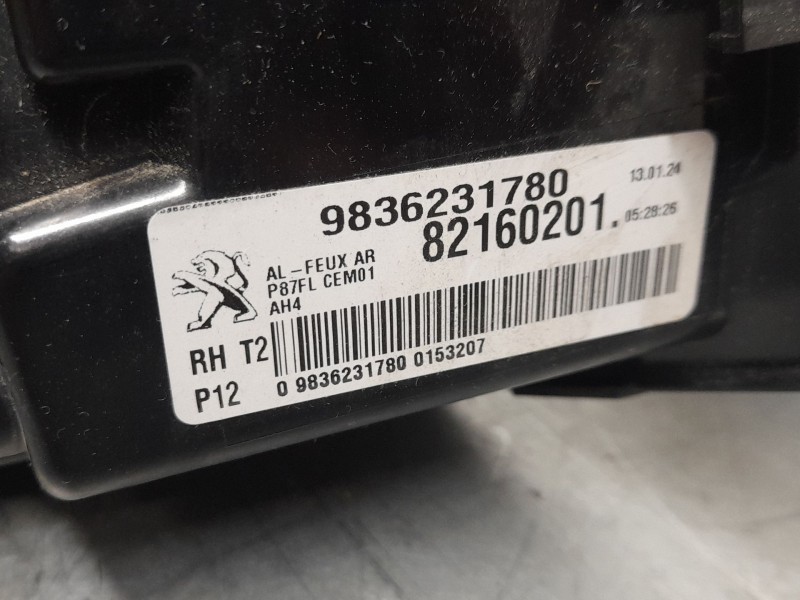 9836231780
13.01.24
82160201.
05:28:26
AL-FEUX AR
P87FL CEM01
AH4
RH T2
P12
0 9836231780 0153207